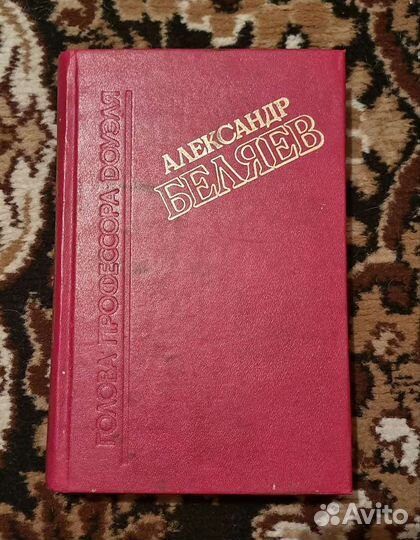 АЛЕКСАНДР
БЕЛЯЕВ
ГОЛОВА ПРОФЕССОРА ДОУЭЛЯ
Avito